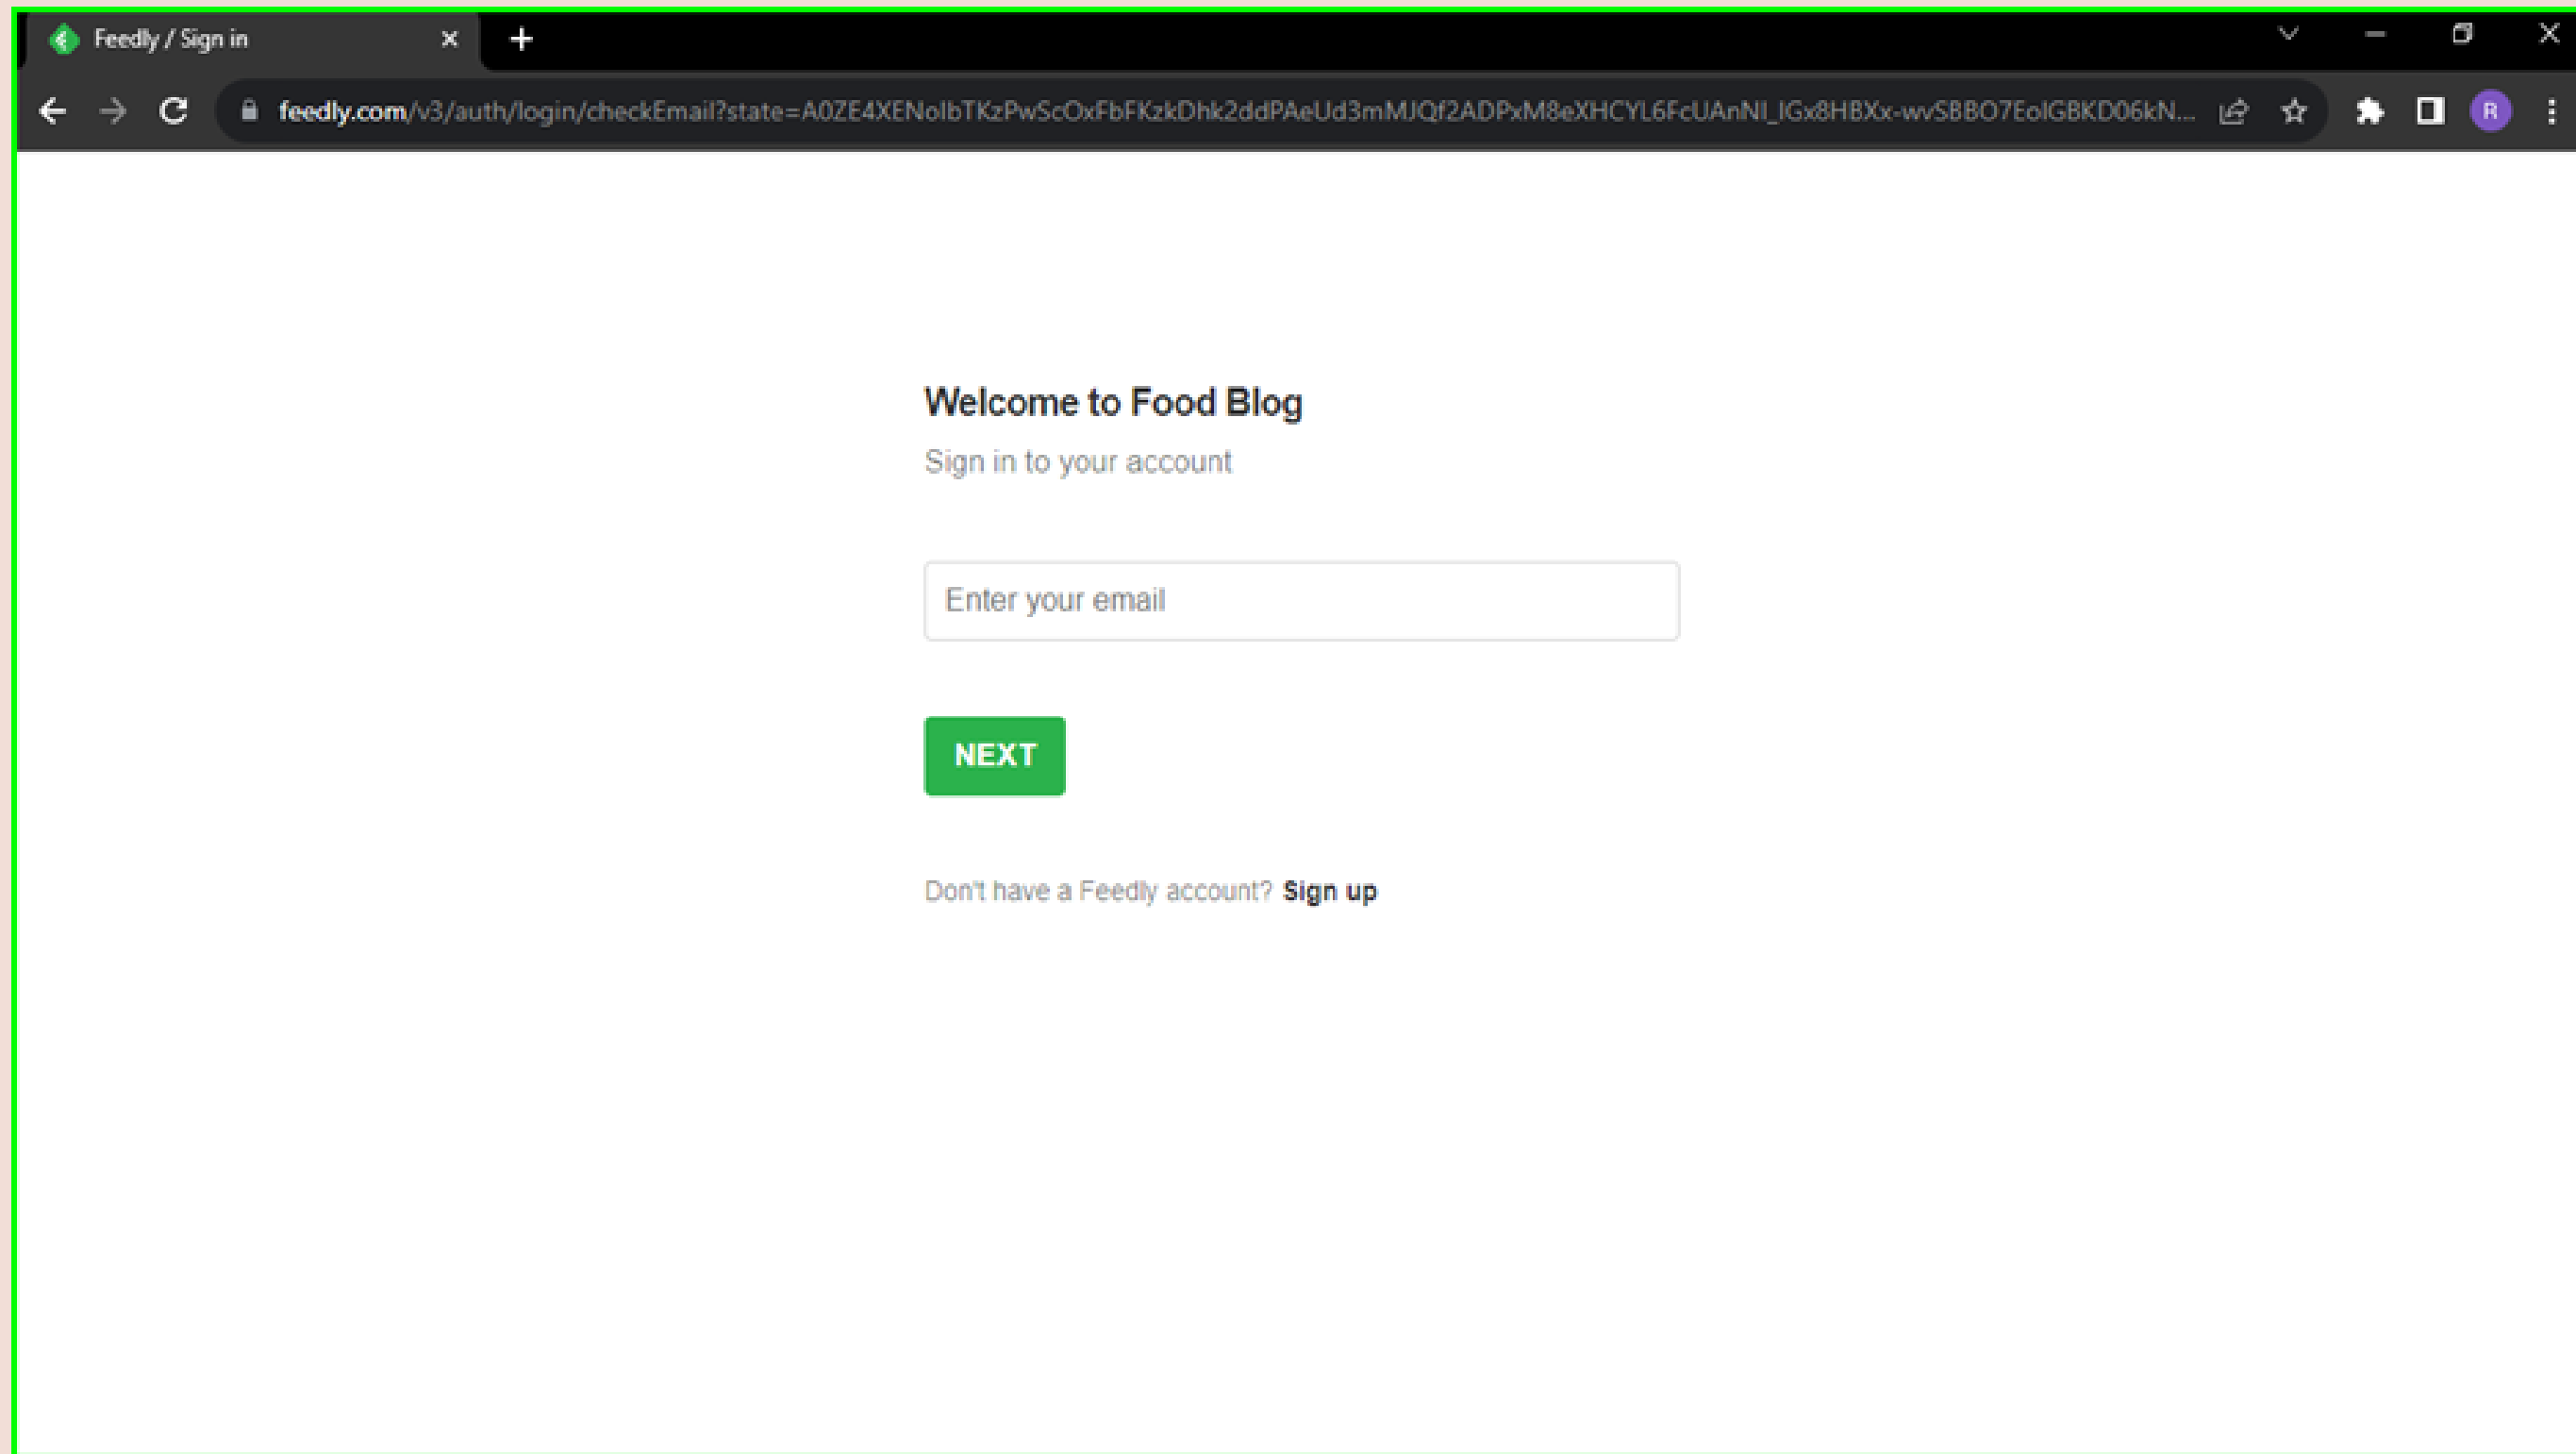 Feedly / Sign in
feedly.com/v3/auth/login/checkEmail?state=A0ZE4XENoIbTKzPwScOxFbFKzkDhk2ddPAeUd3mMJQf2ADPxM8eXHCYL6FcUAnNI_IGx8HBXx-wvSBBO7EolGBKD06kN...
R
Welcome to Food Blog
Sign in to your account
Enter your email
NEXT
Don't have a Feedly account? Sign up